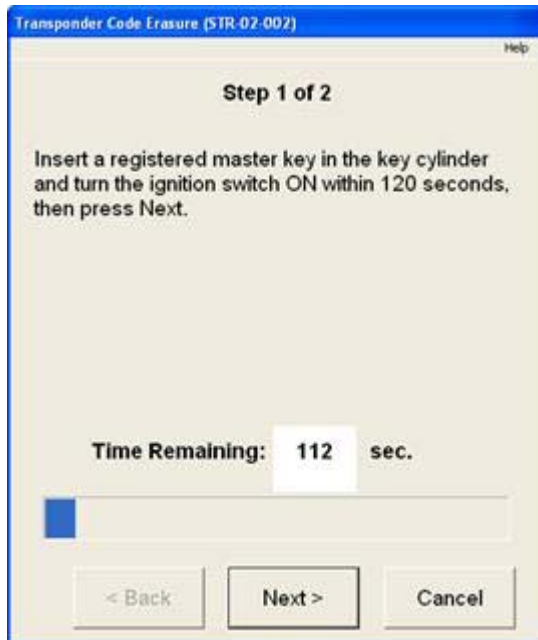 Transponder Code Erasure (STR-02-002)
Help
Step 1 of 2
Insert a registered master key in the key cylinder
and turn the ignition switch ON within 120 seconds,
then press Next.
Time Remaining: 112 sec.
< Back Next > Cancel